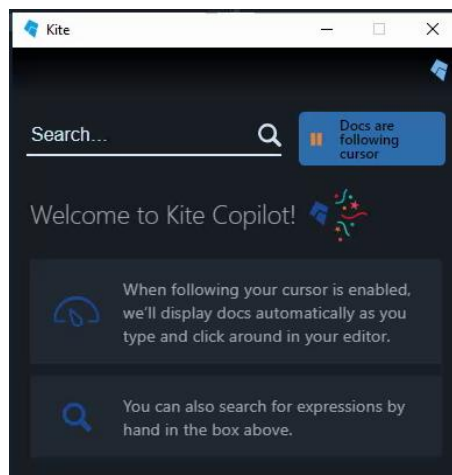 Kite
Search...
Docs are
following
cursor
Welcome to Kite Copilot!
When following your cursor is enabled,
we'll display docs automatically as you
type and click around in your editor.
You can also search for expressions by
hand in the box above.